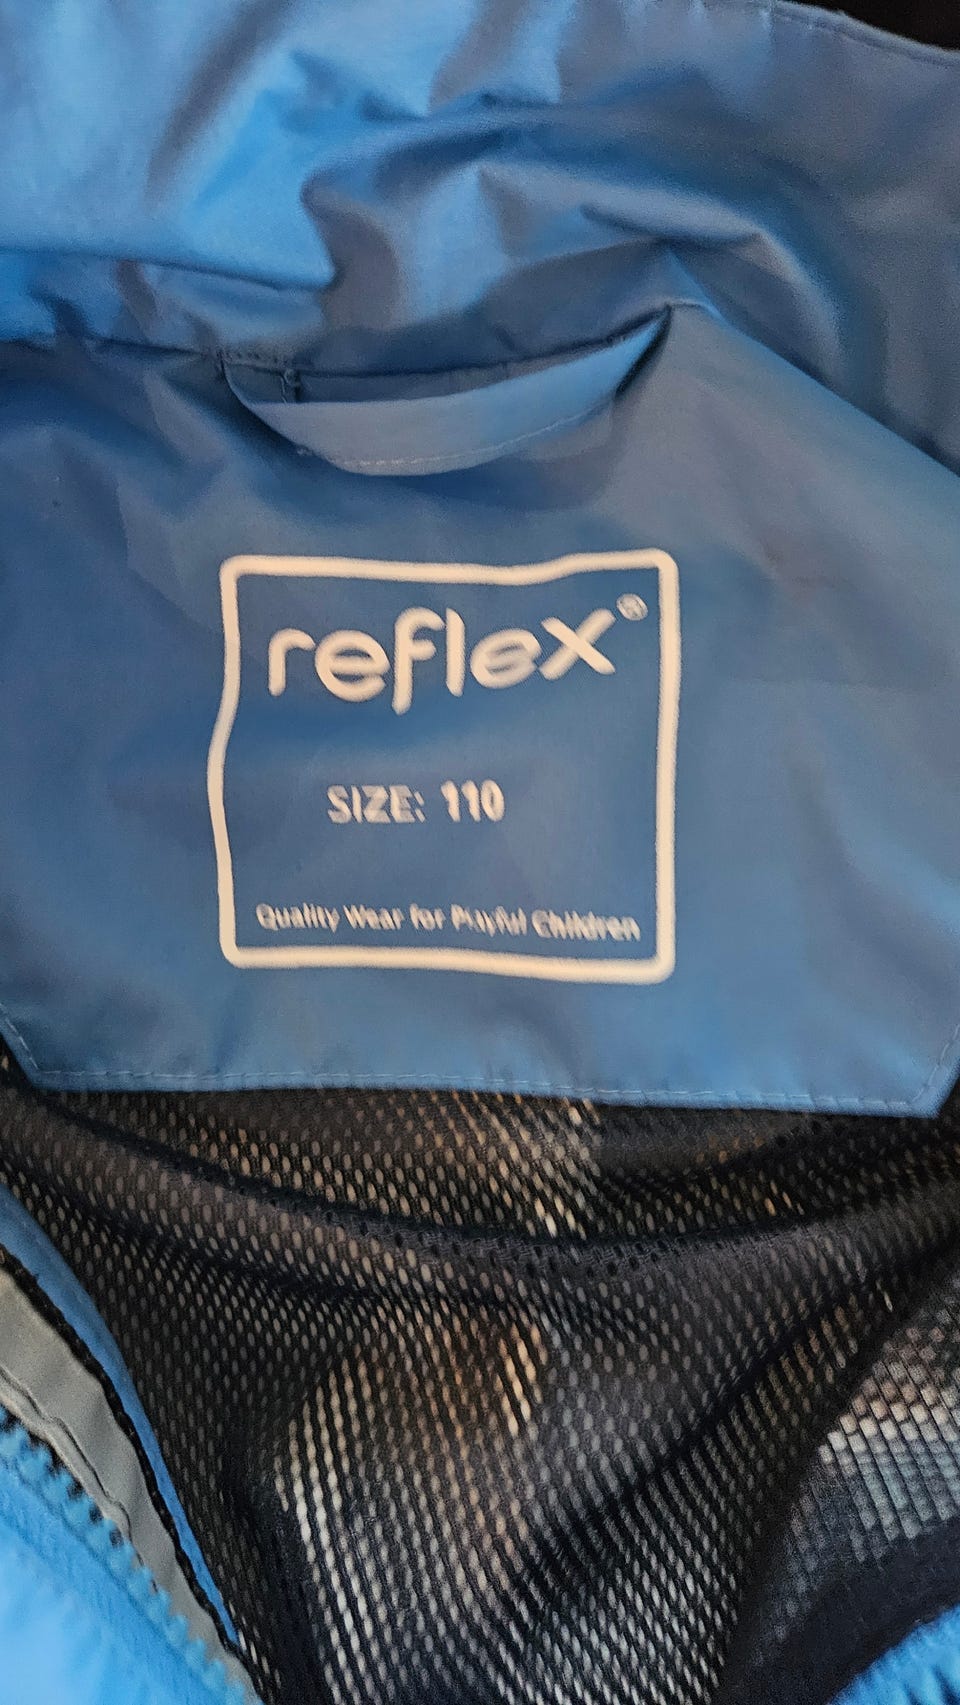 reflex®
SIZE: 110
Quality Wear for Playful Children